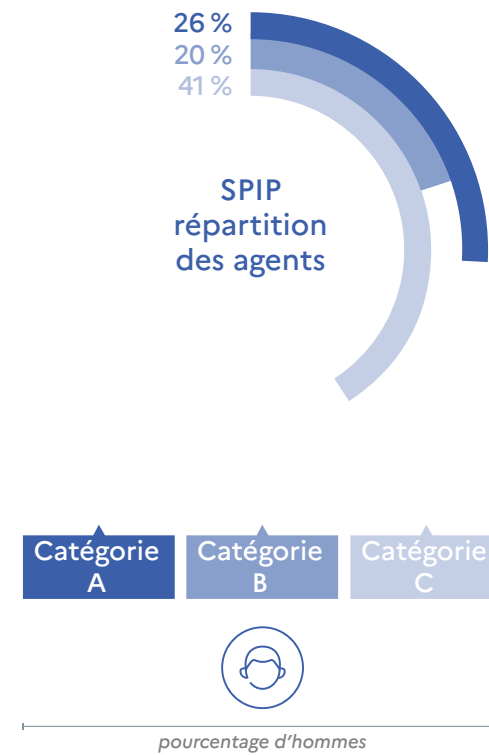 26 %
20 %
41 %
SPIP
répartition
des agents
Catégorie
A
Catégorie
B
Catégorie
C
pourcentage d’hommes